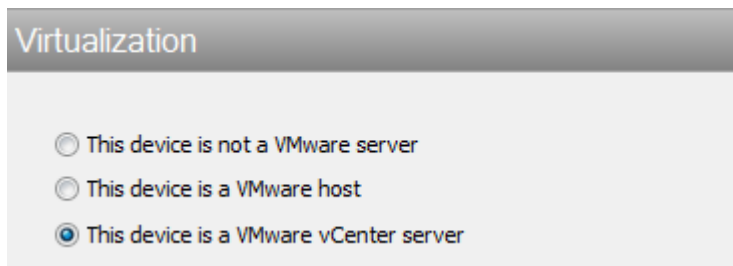 Virtualization
This device is not a VMware server
This device is a VMware host
This device is a VMware vCenter server